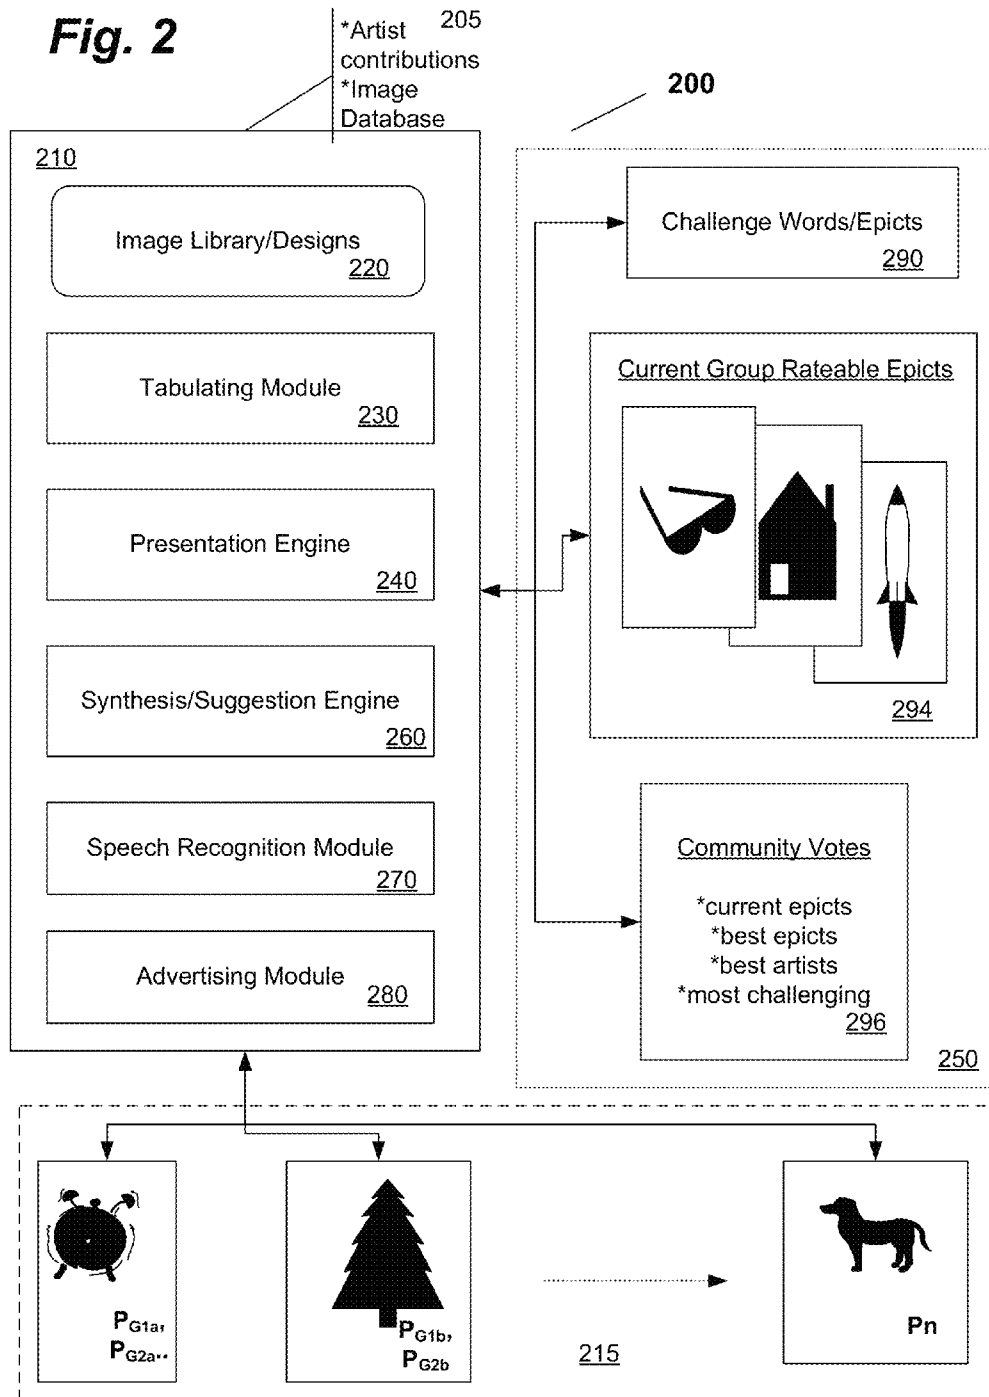 Fig. 2
205
*Artist
contributions
*Image
Database
200
210
Image Library/Designs
220
Tabulating Module
230
Presentation Engine
240
Synthesis/Suggestion Engine
260
Speech Recognition Module
270
Advertising Module
280
Challenge Words/Epicts
290
Current Group Rateable Epicts
294
Community Votes
*current epicts
*best epicts
*best artists
*most challenging
296
250
PG1a,
PG2a..
PG1b,
PG2b
215
Pn